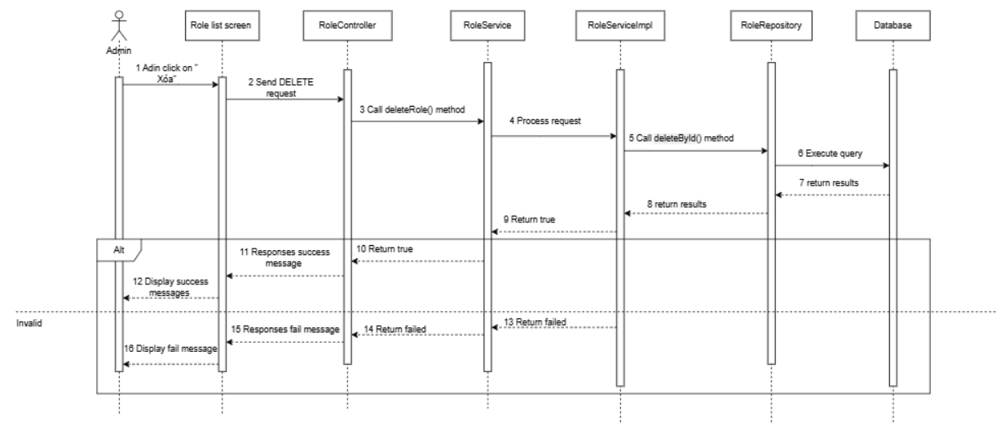 Role list screen
RoleController
RoleService
RoleServiceImpl
RoleRepository
Database
Admin
1 Adin click on "
Xóa"
2 Send DELETE
request
3 Call deleteRole() method
4 Process request
5 Call deleteById() method
6 Execute query
7 return results
8 return results
9 Return true
Alt
10 Return true
11 Responses success
message
12 Display success
messages
Invalid
13 Return failed
14 Return failed
15 Responses fail message
16 Display fail message